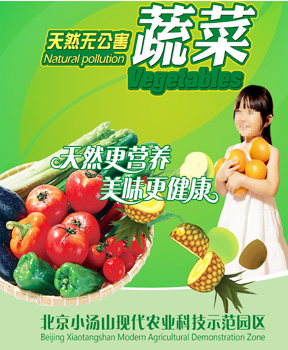 天然无公害
Natural pollution
蔬菜
Vegetables
天然更营养
美味更健康
北京小汤山现代农业科技示范园区
Beijing Xiaotangshan Modern Agricultural Demonstration Zone